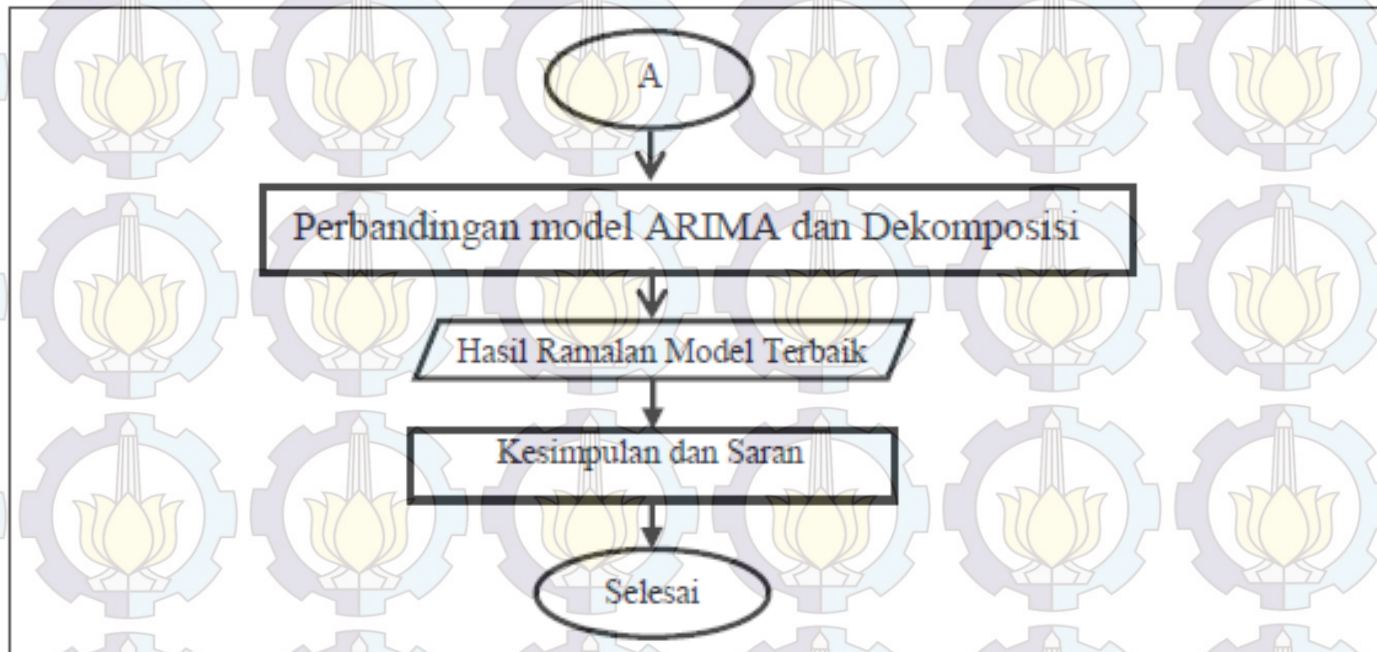 A
Perbandingan model ARIMA dan Dekomposisi
Hasil Ramalan Model Terbaik
Kesimpulan dan Saran
Selesai